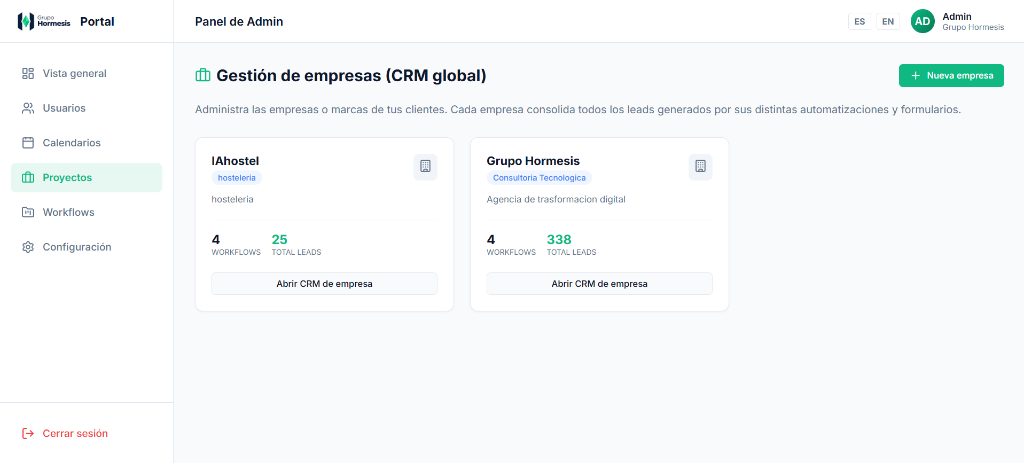 Grupo
Hormesis
Portal
Panel de Admin
ES
EN
AD
Admin
Grupo Hormesis
Vista general
Usuarios
Calendarios
Proyectos
Workflows
Configuración
Cerrar sesión
Gestión de empresas (CRM global)
+ Nueva empresa
Administra las empresas o marcas de tus clientes. Cada empresa consolida todos los leads generados por sus distintas automatizaciones y formularios.
IAhostel
hosteleria
hosteleria
4
WORKFLOWS
25
TOTAL LEADS
Abrir CRM de empresa
Grupo Hormesis
Consultoria Tecnologica
Agencia de trasformacion digital
4
WORKFLOWS
338
TOTAL LEADS
Abrir CRM de empresa